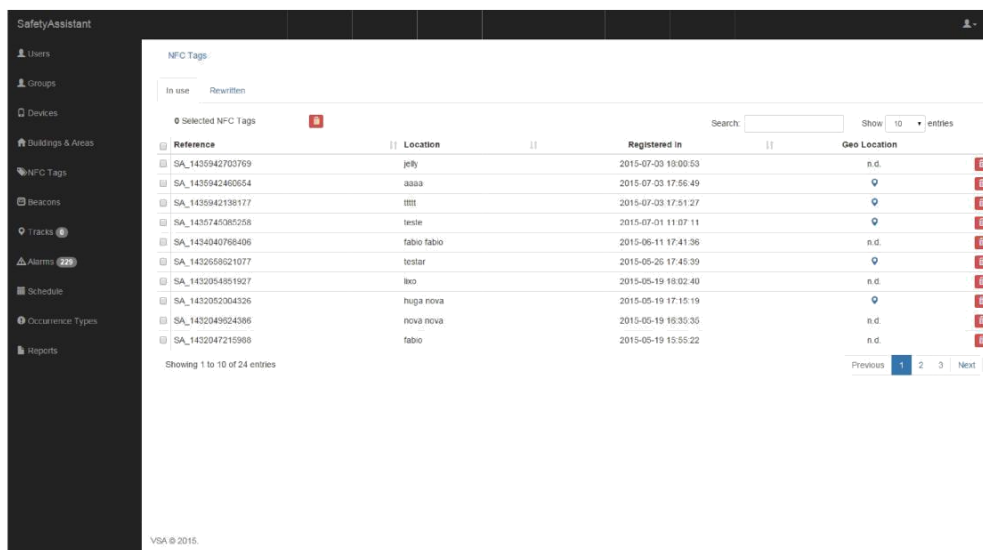 SafetyAssistant
Users
Groups
Devices
Buildings & Areas
NFC Tags
Beacons
Tracks 0
Alarms 229
Schedule
Occurrence Types
Reports
NFC Tags
In use Rewritten
0 Selected NFC Tags Search: Show 10 entries
Reference Location Registered In Geo Location
SA_1435942703769 jelly 2015-07-03 18:00:53 n.d.
SA_1435942460654 aaaa 2015-07-03 17:56:49
SA_1435942138177 ttttt 2015-07-03 17:51:27
SA_1435745085258 teste 2015-07-01 11:07:11
SA_1434040768406 fabio fabio 2015-06-11 17:41:36 n.d.
SA_1432658621077 testar 2015-05-26 17:45:39
SA_1432054851927 lixo 2015-05-19 18:02:40 n.d.
SA_1432052004326 huga nova 2015-05-19 17:15:19
SA_1432049624386 nova nova 2015-05-19 16:35:35 n.d.
SA_1432047215988 fabio 2015-05-19 15:55:22 n.d.
Showing 1 to 10 of 24 entries Previous 1 2 3 Next
VSA © 2015.